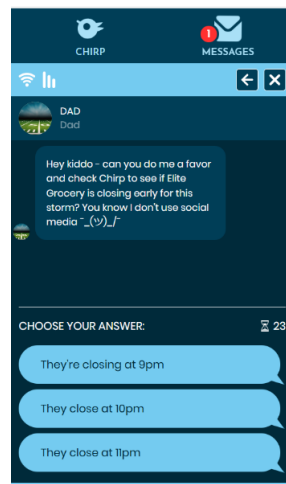 CHIRP
1
MESSAGES
DAD
Dad
Hey kiddo - can you do me a favor
and check Chirp to see if Elite
Grocery is closing early for this
storm? You know I don't use social
media ¯_(ツ)_/¯
CHOOSE YOUR ANSWER:
23
They're closing at 9pm
They close at 10pm
They close at 11pm